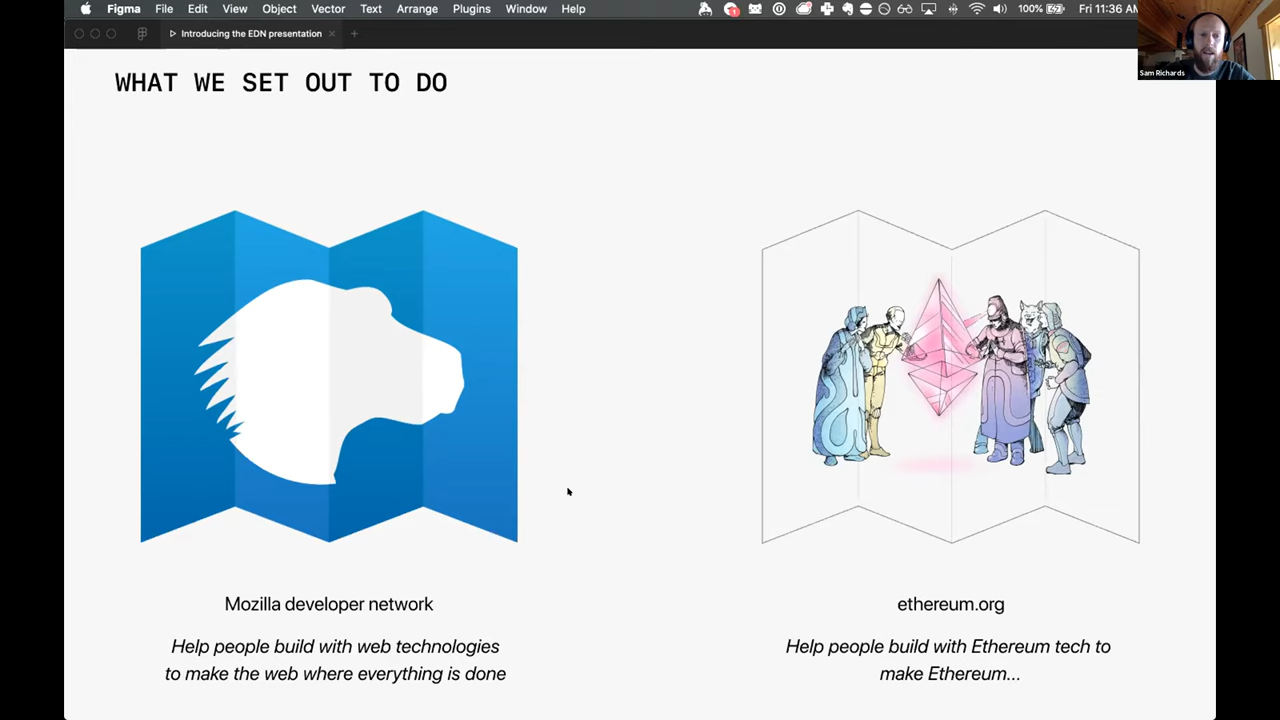 Figma File Edit View Object Vector Text Arrange Plugins Window Help 1 100% Fri 11:36 AM
Introducing the EDN presentation
Sam Richards
WHAT WE SET OUT TO DO
Mozilla developer network
Help people build with web technologies
to make the web where everything is done
ethereum.org
Help people build with Ethereum tech to
make Ethereum...